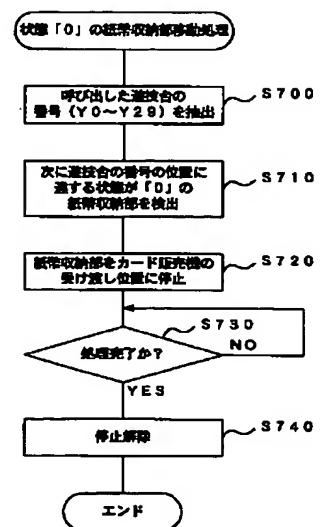 状態「0」の紙幣収納部移動処理
呼び出した遊技台の
番号(Y0～Y29)を抽出
S700
次に遊技台の番号の位置に
達する状態が「0」の
紙幣収納部を検出
S710
紙幣収納部をカード販売機の
受け渡し位置に停止
S720
S730
処理完了か?
NO
YES
停止解除
S740
エンド